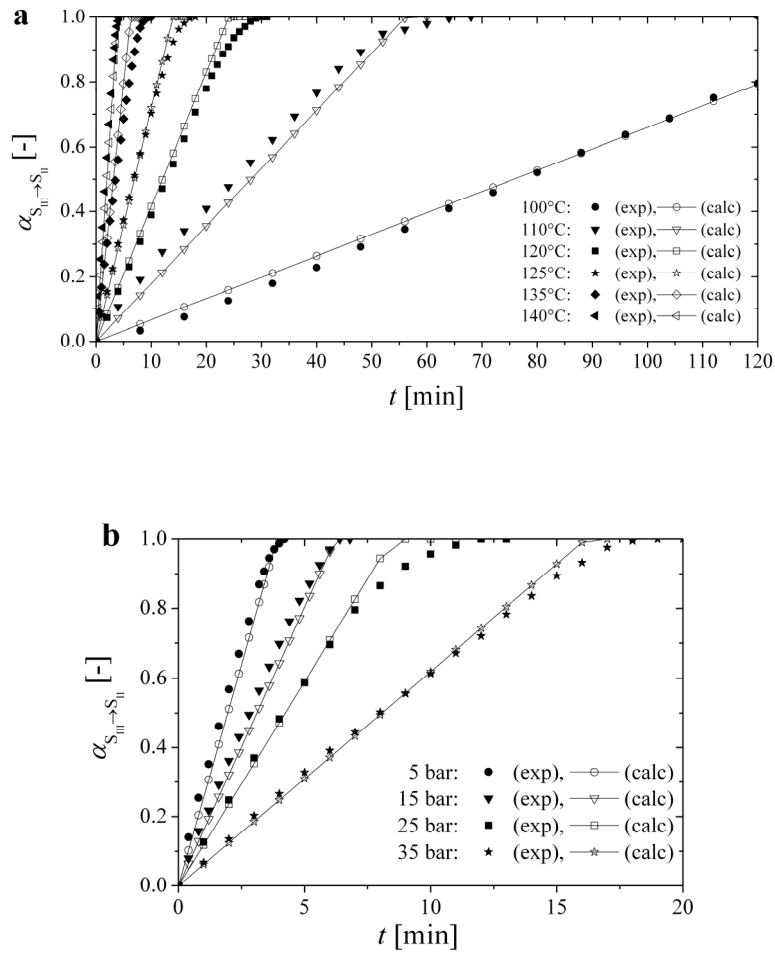 a
1.0
0.8
0.6
0.4
0.2
0.0
α S_III→S_II [-]
100°C: (exp), (calc)
110°C: (exp), (calc)
120°C: (exp), (calc)
125°C: (exp), (calc)
135°C: (exp), (calc)
140°C: (exp), (calc)
0 10 20 30 40 50 60 70 80 90 100 110 120
t [min]
b
1.0
0.8
0.6
0.4
0.2
0.0
α S_III→S_II [-]
5 bar: (exp), (calc)
15 bar: (exp), (calc)
25 bar: (exp), (calc)
35 bar: (exp), (calc)
0 5 10 15 20
t [min]